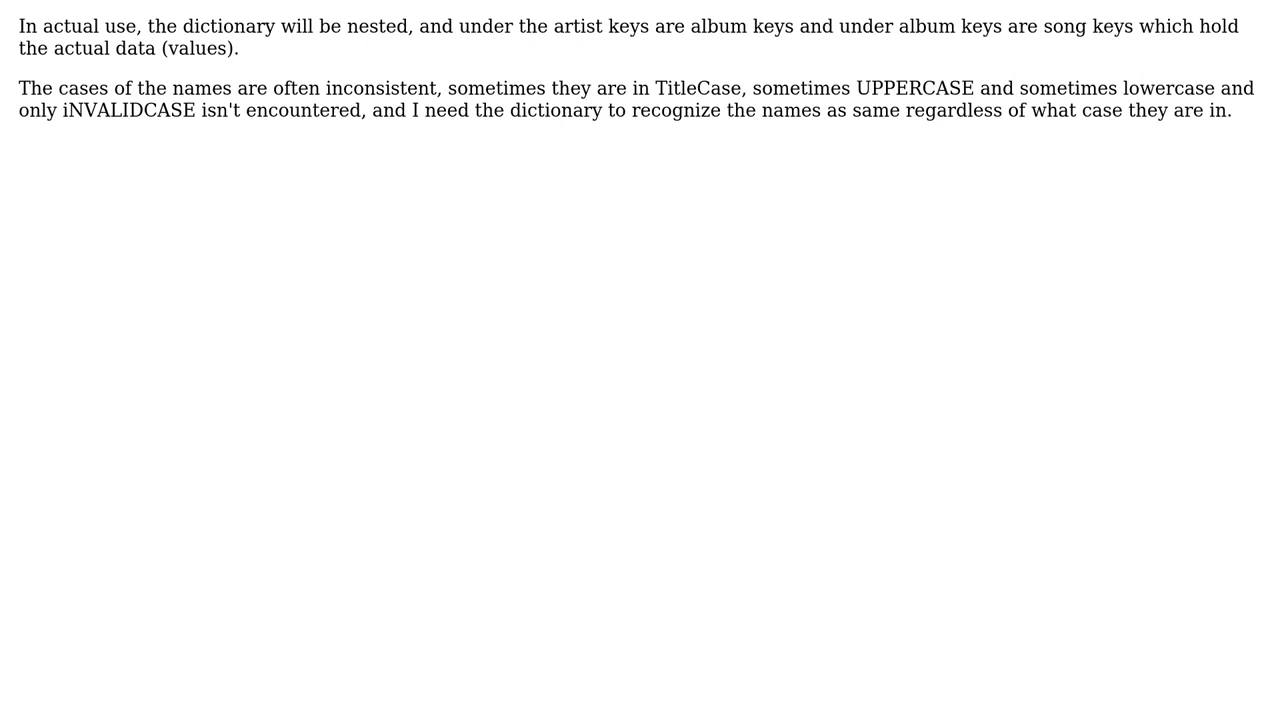 In actual use, the dictionary will be nested, and under the artist keys are album keys and under album keys are song keys which hold
the actual data (values).
The cases of the names are often inconsistent, sometimes they are in TitleCase, sometimes UPPERCASE and sometimes lowercase and
only iNVALIDCASE isn't encountered, and I need the dictionary to recognize the names as same regardless of what case they are in.